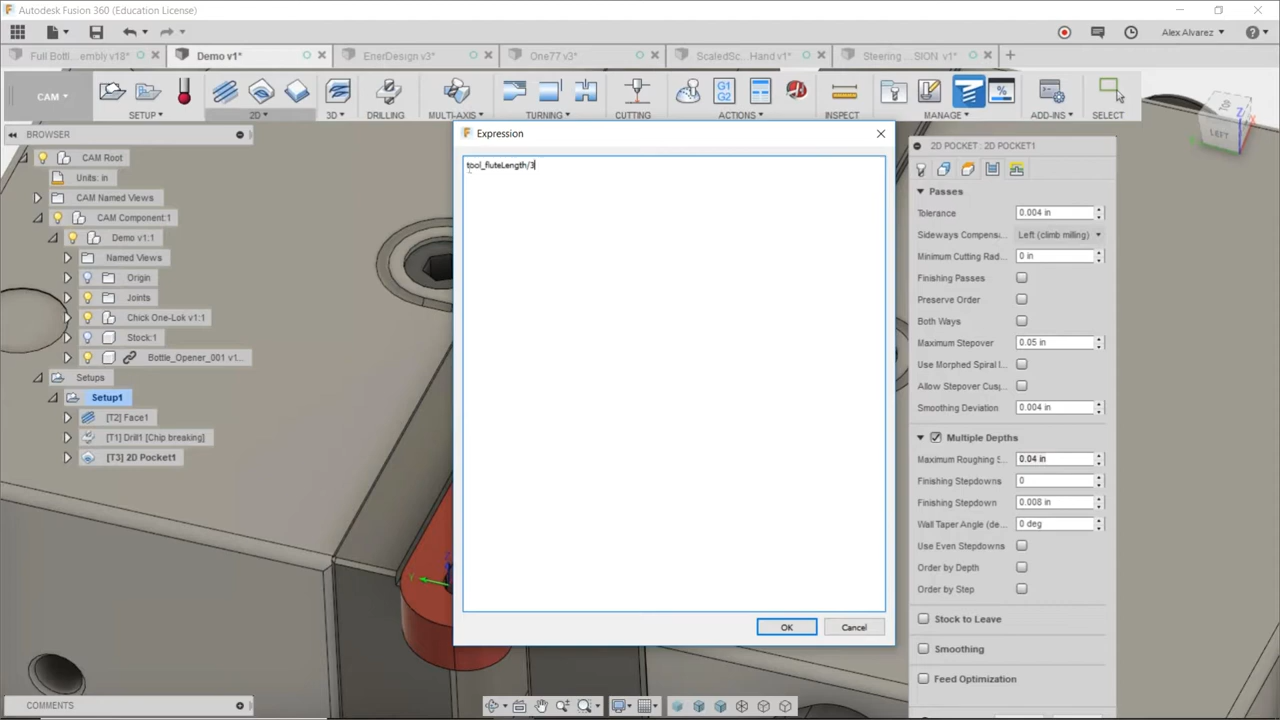 Autodesk Fusion 360 (Education License)
Alex Alvarez
Full Bottl... embly v18*
Demo v1*
EnerDesign v3*
One77 v3*
ScaledSc... Hand v1*
Steering ... SION v1*
CAM
SETUP
2D
3D
DRILLING
MULTI-AXIS
TURNING
CUTTING
G1
G2
ACTIONS
INSPECT
%
MANAGE
ADD-INS
SELECT
TOP
LEFT
Z
X
BROWSER
CAM Root
Units: in
CAM Named Views
CAM Component:1
Demo v1:1
Named Views
Origin
Joints
Chick One-Lok v1:1
Stock:1
Bottle_Opener_001 v1...
Setups
Setup1
[T2] Face1
[T1] Drill1 [Chip breaking]
[T3] 2D Pocket1
Expression
tool_fluteLength/3
OK
Cancel
Y
2D POCKET : 2D POCKET1
Passes
Tolerance 0.004 in
Sideways Compens... Left (climb milling)
Minimum Cutting Rad... 0 in
Finishing Passes
Preserve Order
Both Ways
Maximum Stepover 0.05 in
Use Morphed Spiral I...
Allow Stepover Cusp...
Smoothing Deviation 0.004 in
Multiple Depths
Maximum Roughing S... 0.04 in
Finishing Stepdowns 0
Finishing Stepdown 0.008 in
Wall Taper Angle (de... 0 deg
Use Even Stepdowns
Order by Depth
Order by Step
Stock to Leave
Smoothing
Feed Optimization
COMMENTS